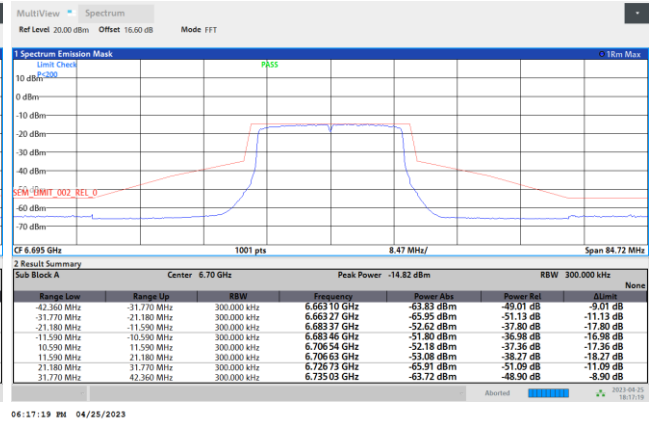 MultiView Spectrum
Ref Level 20.00 dBm Offset 16.60 dB Mode FFT
1 Spectrum Emission Mask 1Rm Max
Limit Check PASS
P<200
10 dBm
0 dBm
-10 dBm
-20 dBm
-30 dBm
-40 dBm
SEM_LIMIT_002_REL_0
-60 dBm
-70 dBm
CF 6.695 GHz 1001 pts 8.47 MHz/ Span 84.72 MHz
2 Result Summary
Sub Block A Center 6.70 GHz Peak Power -14.82 dBm RBW 300.000 kHz
None
Range Low Range Up RBW Frequency Power Abs Power Rel ΔLimit
-42.360 MHz -31.770 MHz 300.000 kHz 6.663 10 GHz -63.83 dBm -49.01 dB -9.01 dB
-31.770 MHz -21.180 MHz 300.000 kHz 6.663 27 GHz -65.95 dBm -51.13 dB -11.13 dB
-21.180 MHz -11.590 MHz 300.000 kHz 6.683 37 GHz -52.62 dBm -37.80 dB -17.80 dB
-11.590 MHz -10.590 MHz 300.000 kHz 6.683 46 GHz -51.80 dBm -36.98 dB -16.98 dB
10.590 MHz 11.590 MHz 300.000 kHz 6.706 54 GHz -52.18 dBm -37.36 dB -17.36 dB
11.590 MHz 21.180 MHz 300.000 kHz 6.706 63 GHz -53.08 dBm -38.27 dB -18.27 dB
21.180 MHz 31.770 MHz 300.000 kHz 6.726 73 GHz -65.91 dBm -51.09 dB -11.09 dB
31.770 MHz 42.360 MHz 300.000 kHz 6.735 03 GHz -63.72 dBm -48.90 dB -8.90 dB
Aborted 2023-04-25
18:17:19
06:17:19 PM 04/25/2023